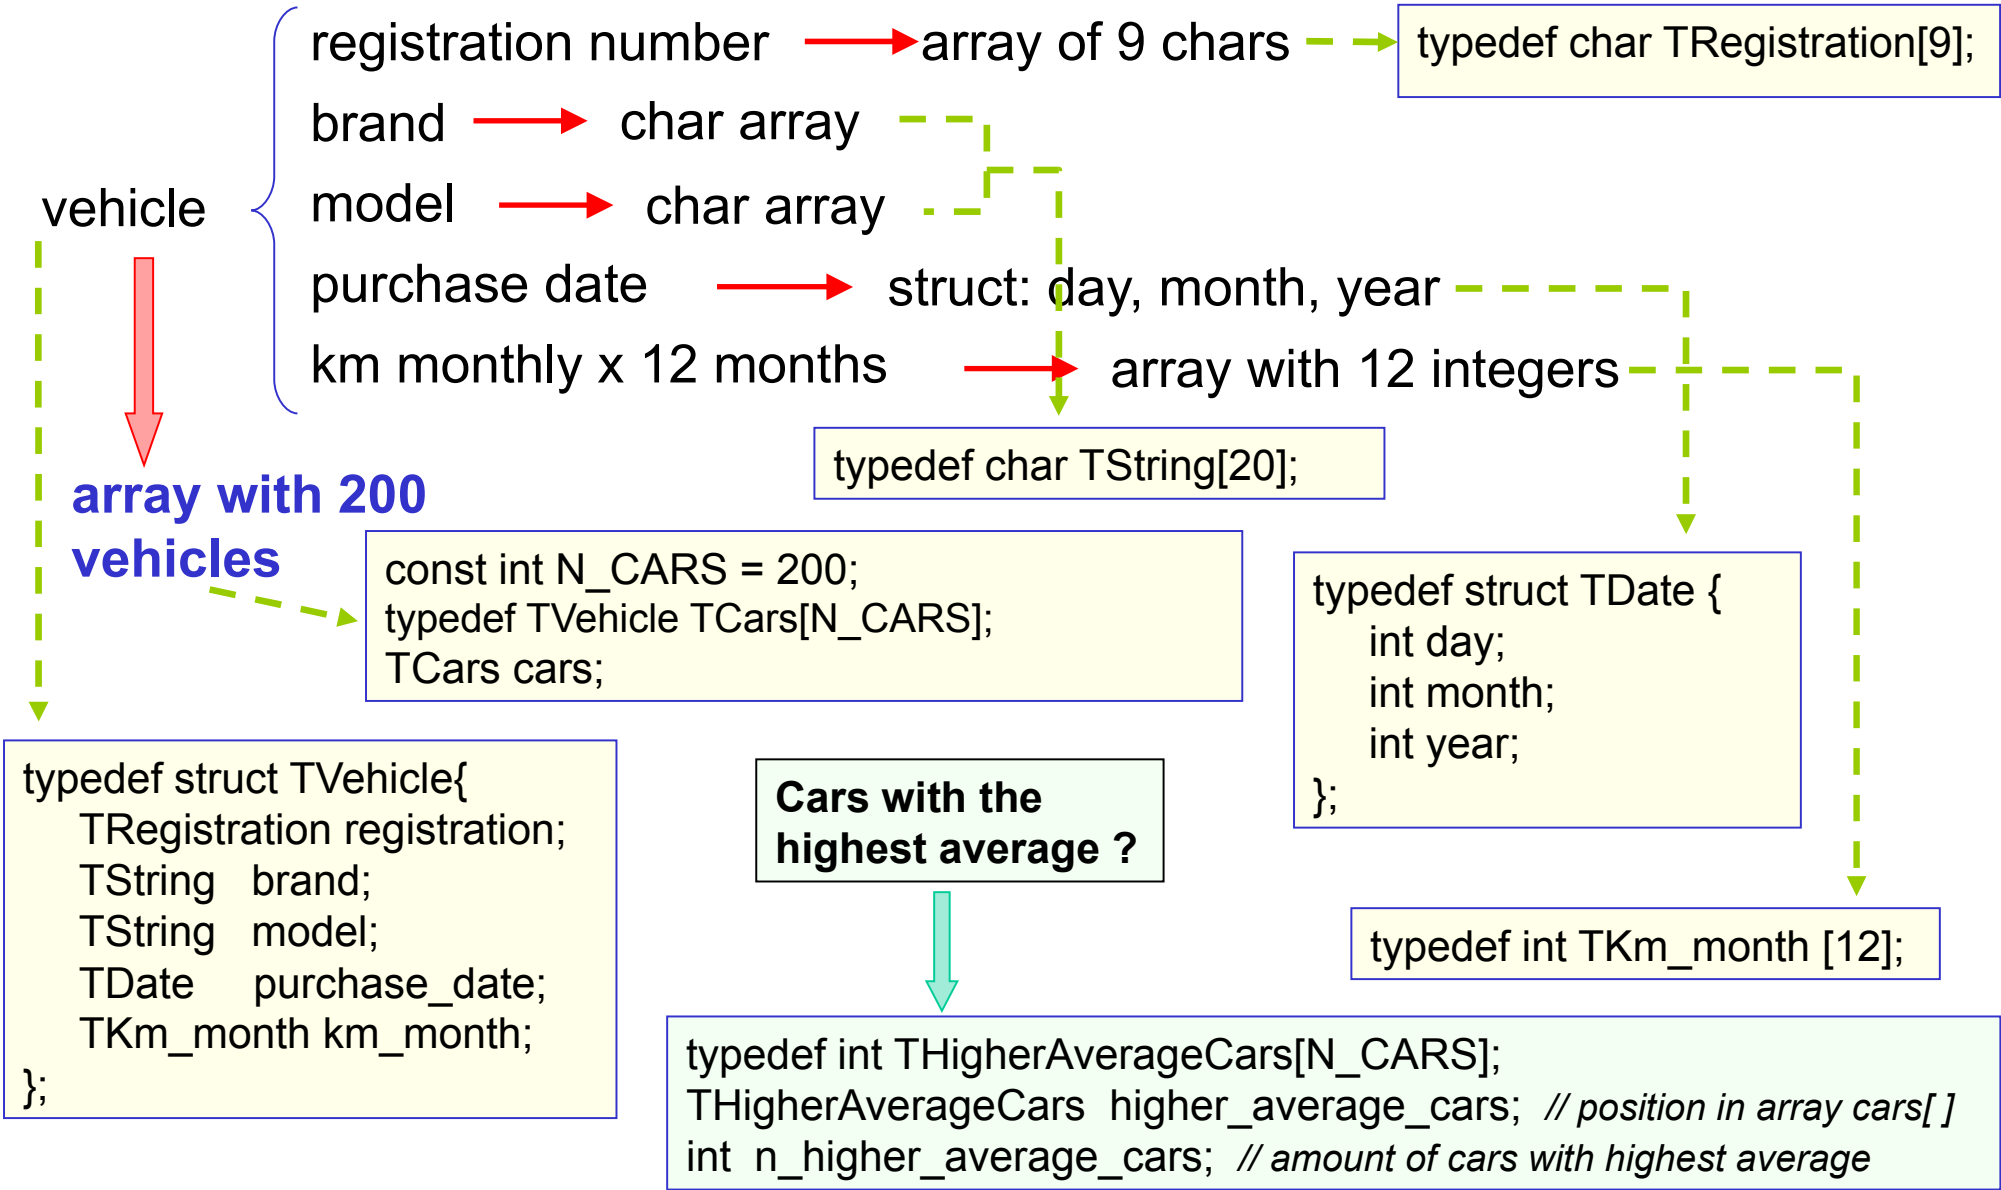 registration number
array of 9 chars
typedef char TRegistration[9];
brand
char array
model
char array
vehicle
purchase date
struct: day, month, year
km monthly x 12 months
array with 12 integers
typedef char TString[20];
array with 200
vehicles
const int N_CARS = 200;
typedef TVehicle TCars[N_CARS];
TCars cars;
typedef struct TDate {
int day;
int month;
int year;
};
typedef struct TVehicle{
TRegistration registration;
TString brand;
TString model;
TDate purchase_date;
TKm_month km_month;
};
Cars with the
highest average ?
typedef int TKm_month [12];
typedef int THigherAverageCars[N_CARS];
THigherAverageCars higher_average_cars; // position in array cars[ ]
int n_higher_average_cars; // amount of cars with highest average